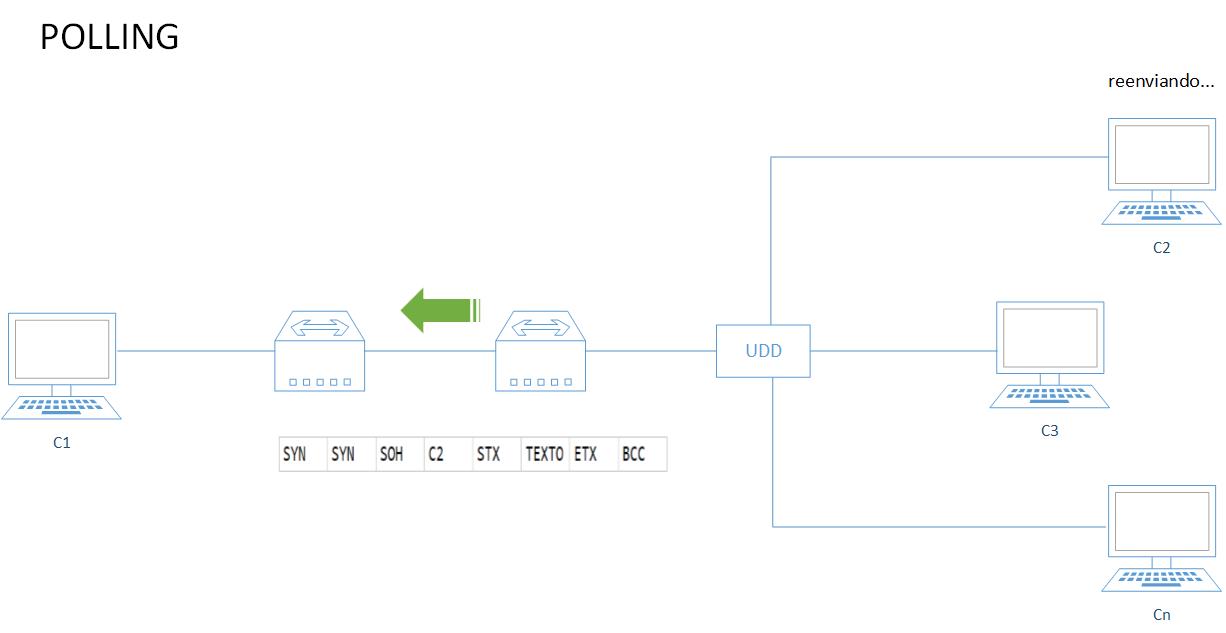 POLLING
reenviando...
C2
UDD
C3
C1
SYN SYN SOH C2 STX TEXTO ETX BCC
Cn